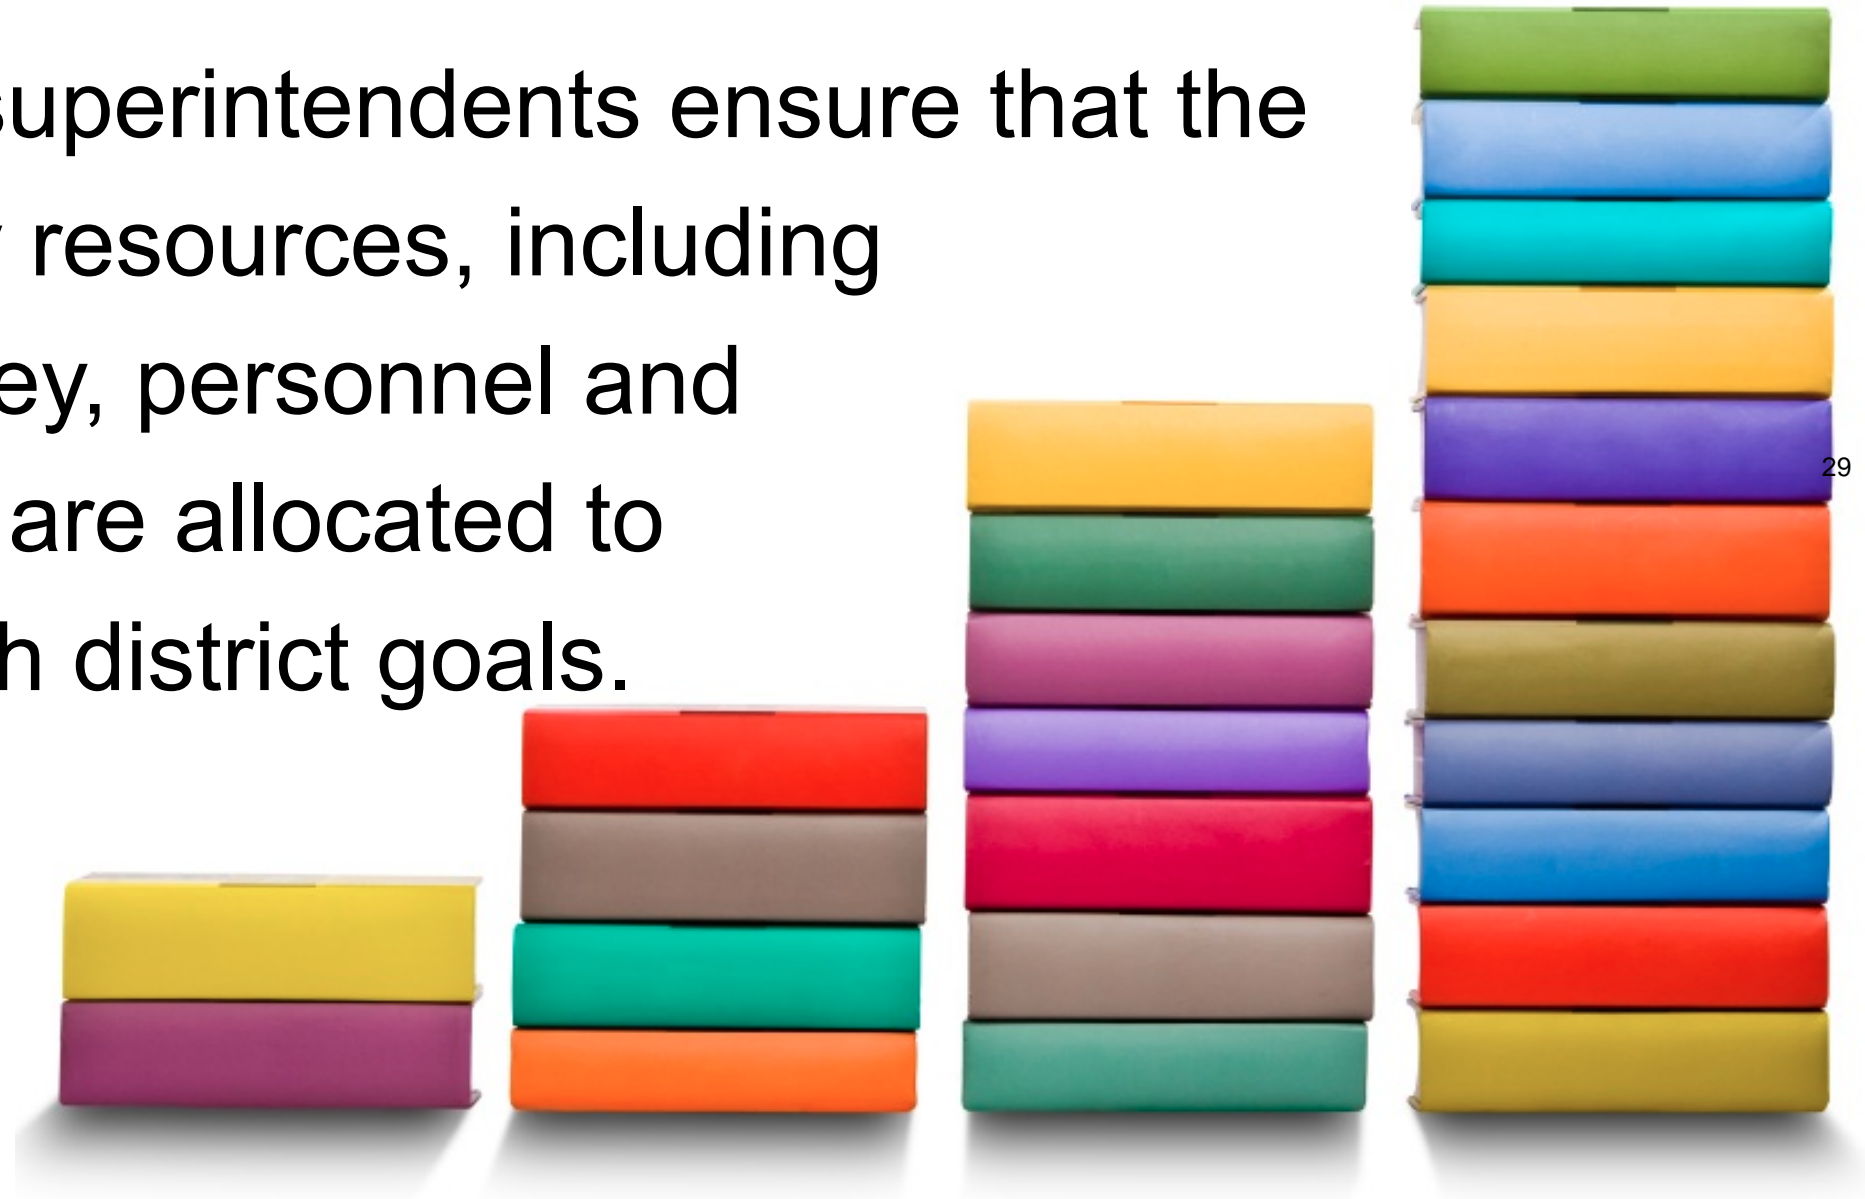 superintendents ensure that the
resources, including
ey, personnel and
29
are allocated to
h district goals.